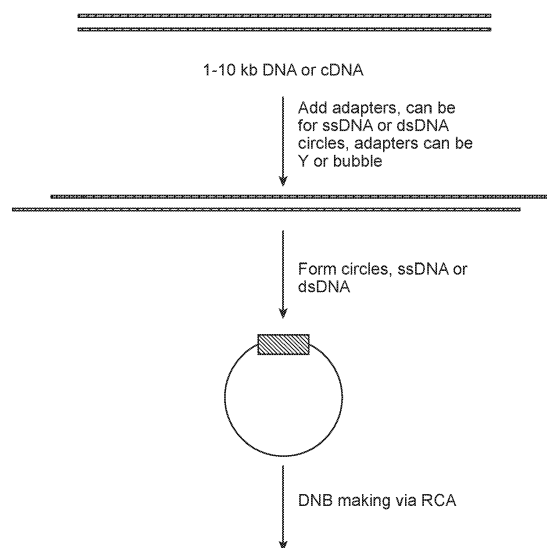 1-10 kb DNA or cDNA
Add adapters, can be
for ssDNA or dsDNA
circles, adapters can be
Y or bubble
Form circles, ssDNA or
dsDNA
DNB making via RCA